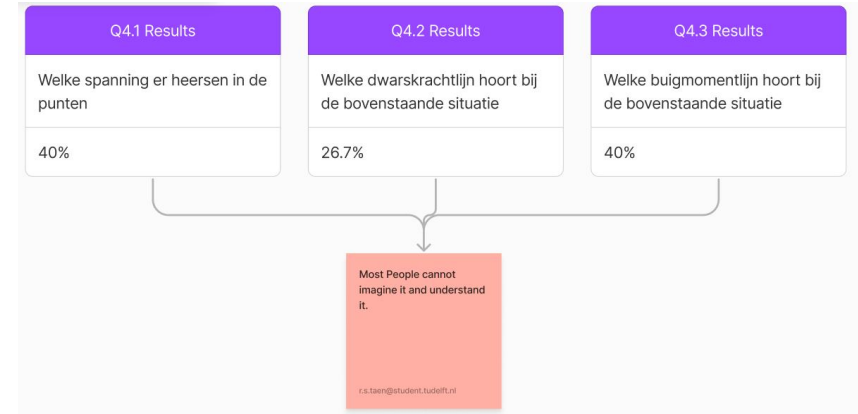 Q4.1 Results
Welke spanning er heersen in de
punten
40%
Q4.2 Results
Welke dwarskrachtlijn hoort bij
de bovenstaande situatie
26.7%
Q4.3 Results
Welke buigmomentlijn hoort bij
de bovenstaande situatie
40%
Most People cannot
imagine it and understand
it.
r.s.taen@student.tudelft.nl